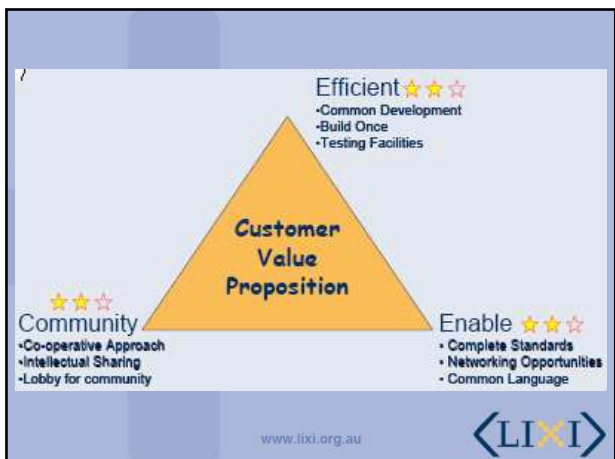 Efficient
•Common Development
•Build Once
•Testing Facilities
Customer
Value
Proposition
Community
•Co-operative Approach
•Intellectual Sharing
•Lobby for community
Enable
• Complete Standards
• Networking Opportunities
• Common Language
www.lixi.org.au
<LIXI>